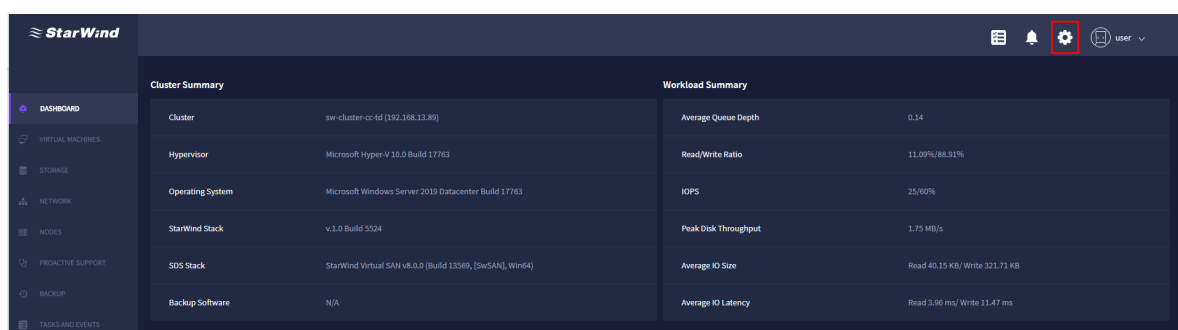 StarWind
user
Cluster Summary
Workload Summary
DASHBOARD
Cluster sw-cluster-cc-td (192.168.13.89) Average Queue Depth 0.14
VIRTUAL MACHINES
Hypervisor Microsoft Hyper-V 10.0 Build 17763 Read/Write Ratio 11.09%/88.91%
STORAGE
Operating System Microsoft Windows Server 2019 Datacenter Build 17763 IOPS 25/60%
NETWORK
StarWind Stack v.1.0 Build 5524 Peak Disk Throughput 1.75 MB/s
NODES
SDS Stack StarWind Virtual SAN v8.0.0 (Build 13569, [SwSAN], Win64) Average IO Size Read 40.15 KB/ Write 321.71 KB
PROACTIVE SUPPORT
BACKUP
Backup Software N/A Average IO Latency Read 3.96 ms/ Write 11.47 ms
TASKS AND EVENTS